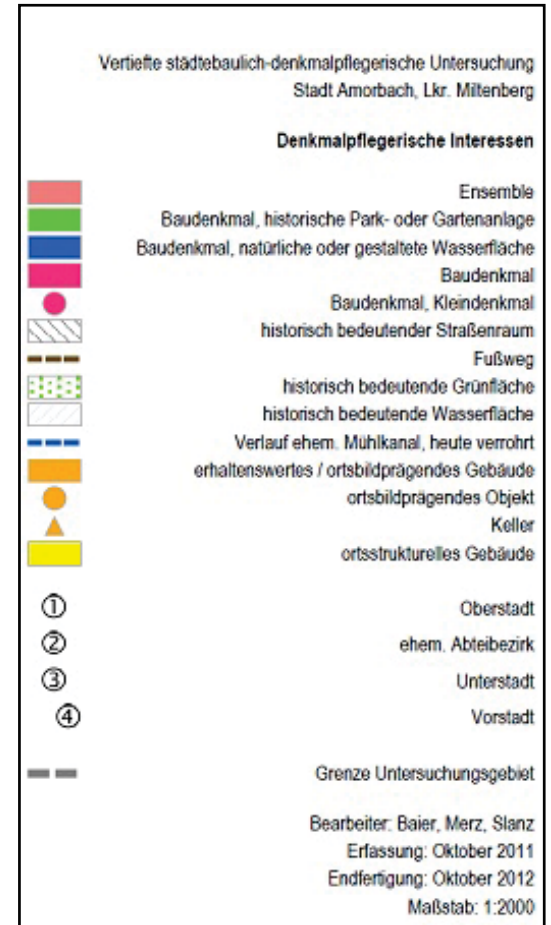 Vertiefte städtebaulich-denkmalpflegerische Untersuchung
Stadt Amorbach, Lkr. Miltenberg
Denkmalpflegerische Interessen
Ensemble
Baudenkmal, historische Park- oder Gartenanlage
Baudenkmal, natürliche oder gestaltete Wasserfläche
Baudenkmal
Baudenkmal, Kleindenkmal
historisch bedeutender Straßenraum
Fußweg
historisch bedeutende Grünfläche
historisch bedeutende Wasserfläche
Verlauf ehem. Mühlkanal, heute verrohrt
erhaltenswertes / ortsbildprägendes Gebäude
ortsbildprägendes Objekt
Keller
ortsstrukturelles Gebäude
① Oberstadt
② ehem. Abteibezirk
③ Unterstadt
④ Vorstadt
Grenze Untersuchungsgebiet
Bearbeiter: Baier, Merz, Slanz
Erfassung: Oktober 2011
Endfertigung: Oktober 2012
Maßstab: 1:2000